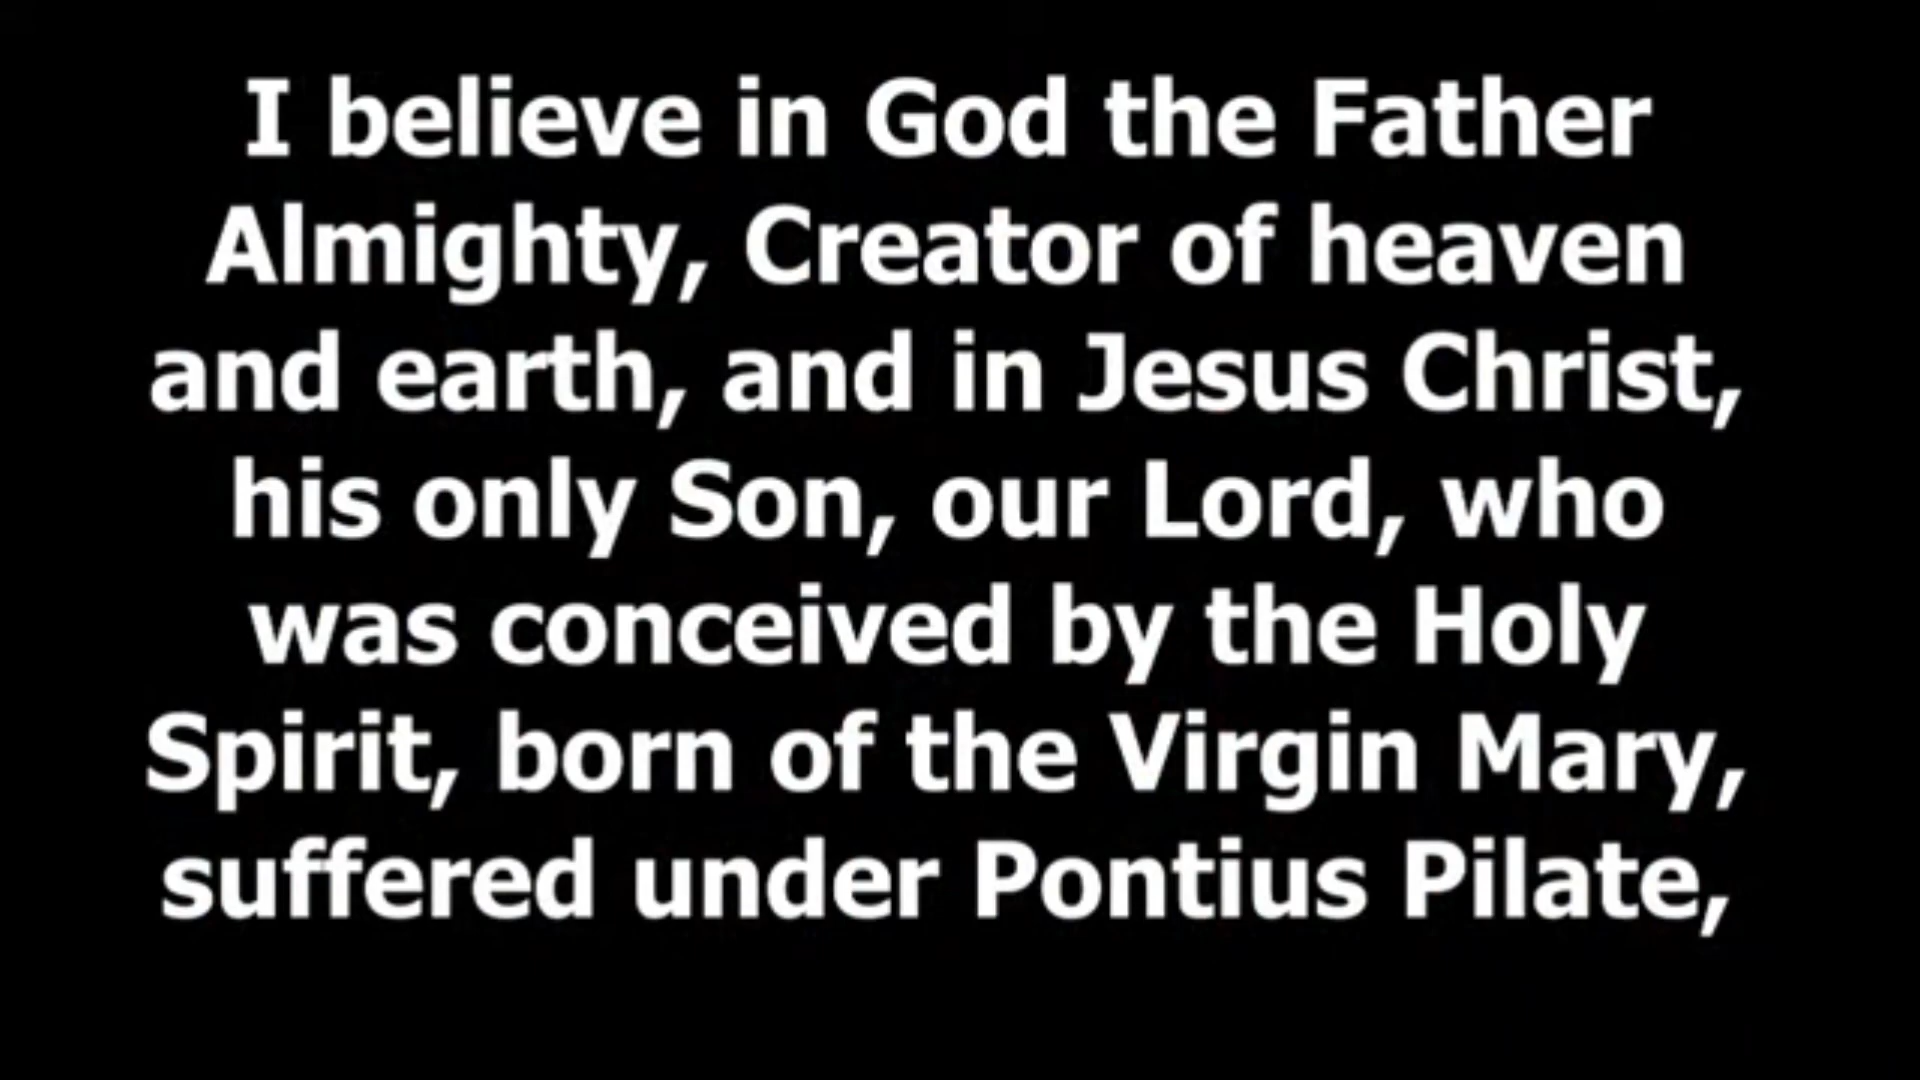 I believe in God the Father
Almighty, Creator of heaven
and earth, and in Jesus Christ,
his only Son, our Lord, who
was conceived by the Holy
Spirit, born of the Virgin Mary,
suffered under Pontius Pilate,